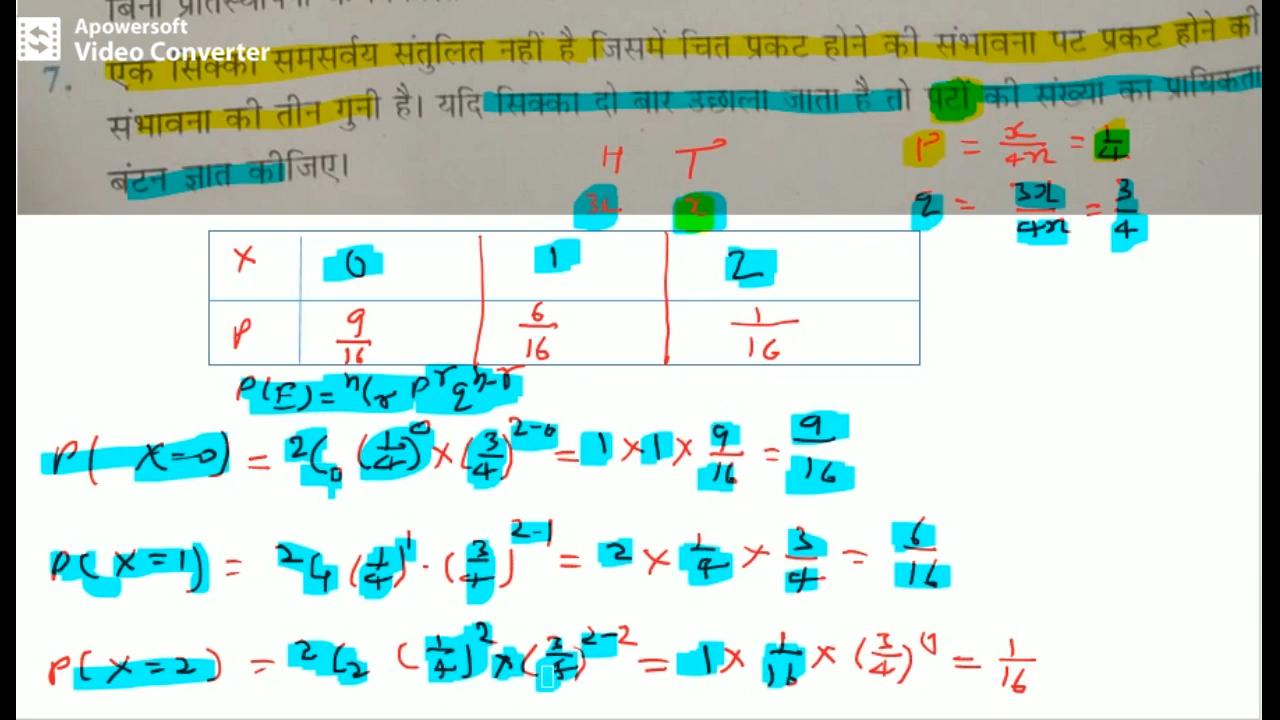 बिना प्रतिस्थापना के
Apowersoft
Video Converter
7. एक सिक्का समसर्वय संतुलित नहीं है जिसमें चित प्रकट होने की संभावना पट प्रकट होने की
संभावना की तीन गुनी है। यदि सिक्का दो बार उछाला जाता है तो पटों की संख्या का प्रायिकता
बंटन ज्ञात कीजिए।
H T
3x x
P = x/4x = 1/4
q = 3x/4x = 3/4
X 0 1 2
P 9/16 6/16 1/16
P(E) = ⁿCᵣ pʳ qⁿ⁻ʳ
P(X=0) = ²C₀ (1/4)⁰ × (3/4)²⁻⁰ = 1 × 1 × 9/16 = 9/16
P(X=1) = ²C₁ (1/4)¹ · (3/4)²⁻¹ = 2 × 1/4 × 3/4 = 6/16
P(X=2) = ²C₂ (1/4)² × (3/4)²⁻² = 1 × 1/16 × (3/4)⁰ = 1/16